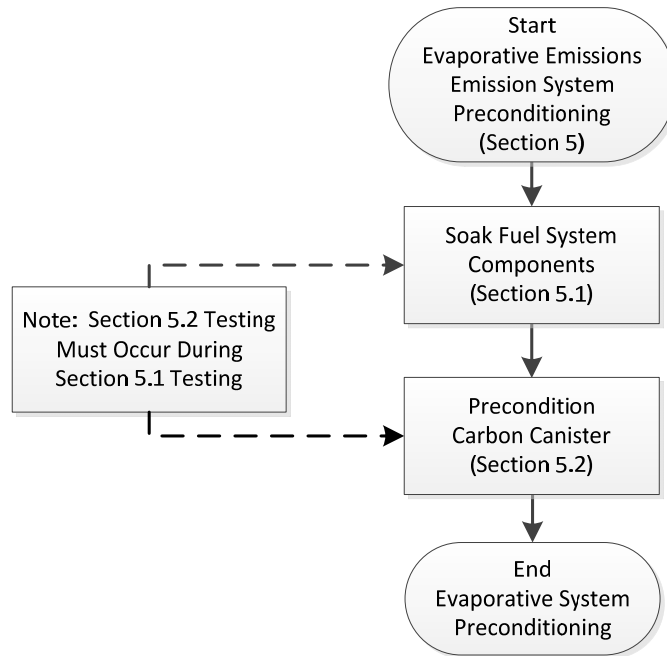 Start
Evaporative Emissions
Emission System
Preconditioning
(Section 5)
Soak Fuel System
Components
(Section 5.1)
Note:  Section 5.2 Testing
Must Occur During
Section 5.1 Testing
Precondition
Carbon Canister
(Section 5.2)
End
Evaporative System
Preconditioning